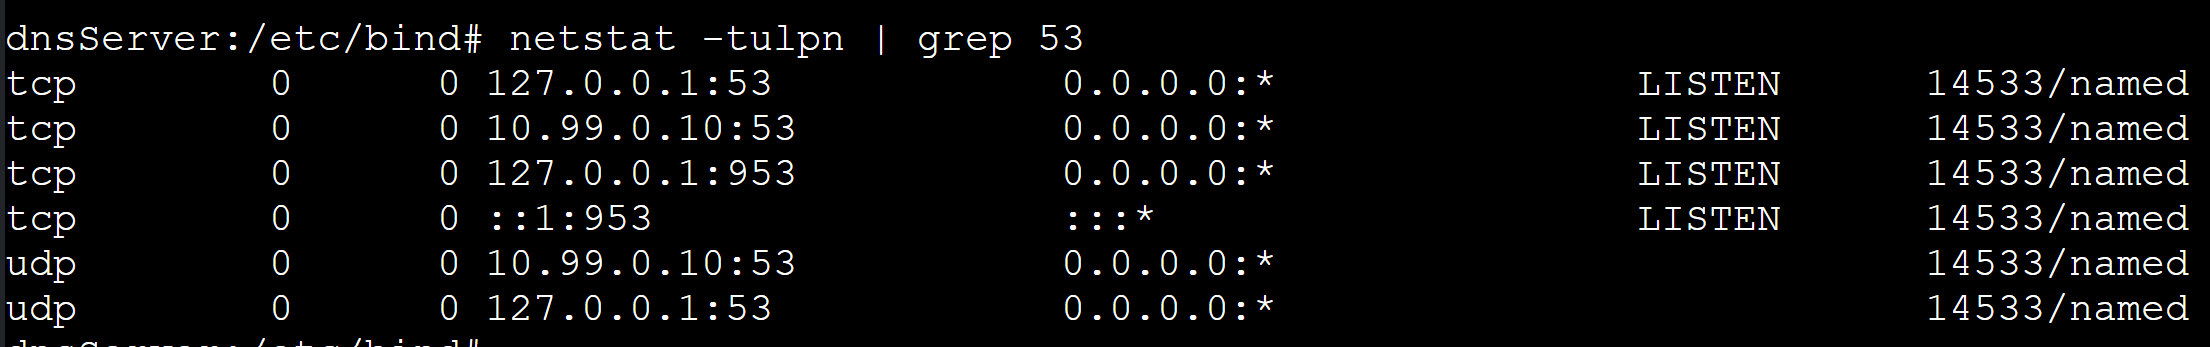 dnsServer:/etc/bind# netstat -tulpn | grep 53
tcp        0      0 127.0.0.1:53            0.0.0.0:*               LISTEN      14533/named
tcp        0      0 10.99.0.10:53           0.0.0.0:*               LISTEN      14533/named
tcp        0      0 127.0.0.1:953           0.0.0.0:*               LISTEN      14533/named
tcp        0      0 ::1:953                 :::*                    LISTEN      14533/named
udp        0      0 10.99.0.10:53           0.0.0.0:*                           14533/named
udp        0      0 127.0.0.1:53            0.0.0.0:*                           14533/named
dnsServer:/etc/bind#